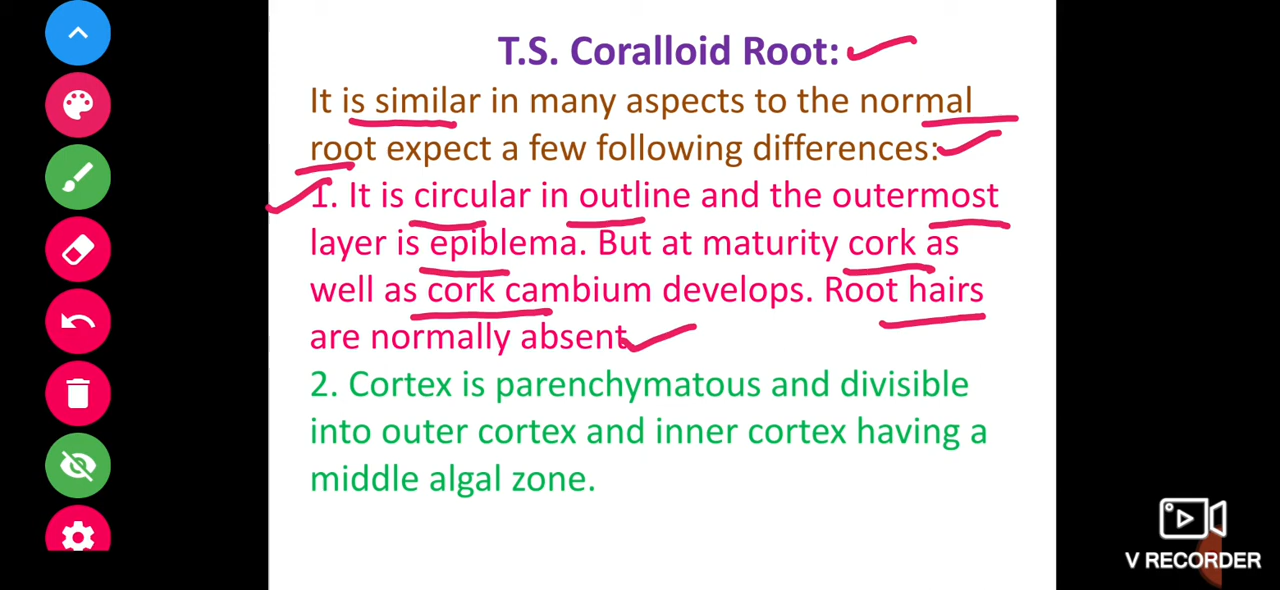 T.S. Coralloid Root:
It is similar in many aspects to the normal
root expect a few following differences:
1. It is circular in outline and the outermost
layer is epiblema. But at maturity cork as
well as cork cambium develops. Root hairs
are normally absent
2. Cortex is parenchymatous and divisible
into outer cortex and inner cortex having a
middle algal zone.
V RECORDER